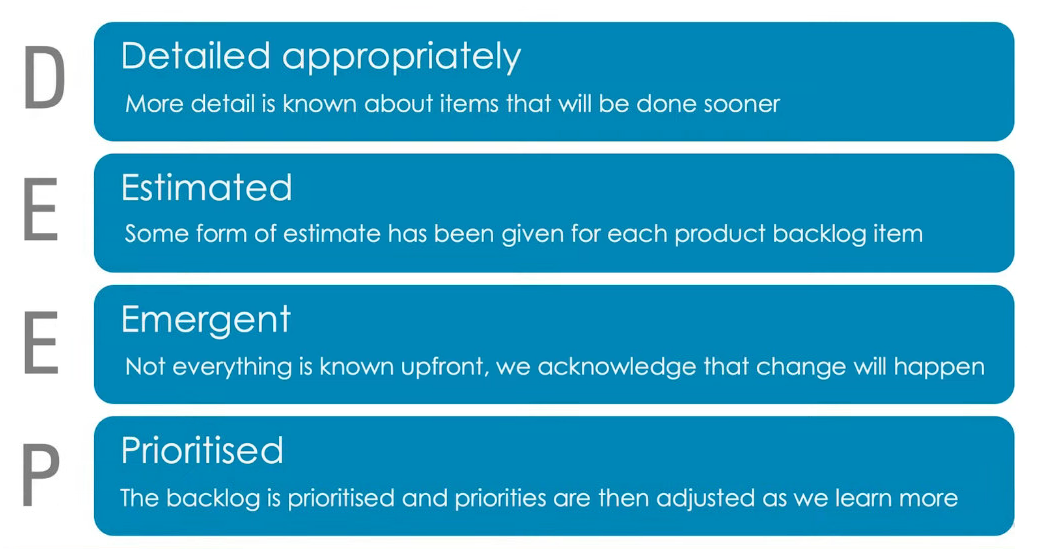 D
Detailed appropriately
More detail is known about items that will be done sooner
E
Estimated
Some form of estimate has been given for each product backlog item
E
Emergent
Not everything is known upfront, we acknowledge that change will happen
P
Prioritised
The backlog is prioritised and priorities are then adjusted as we learn more